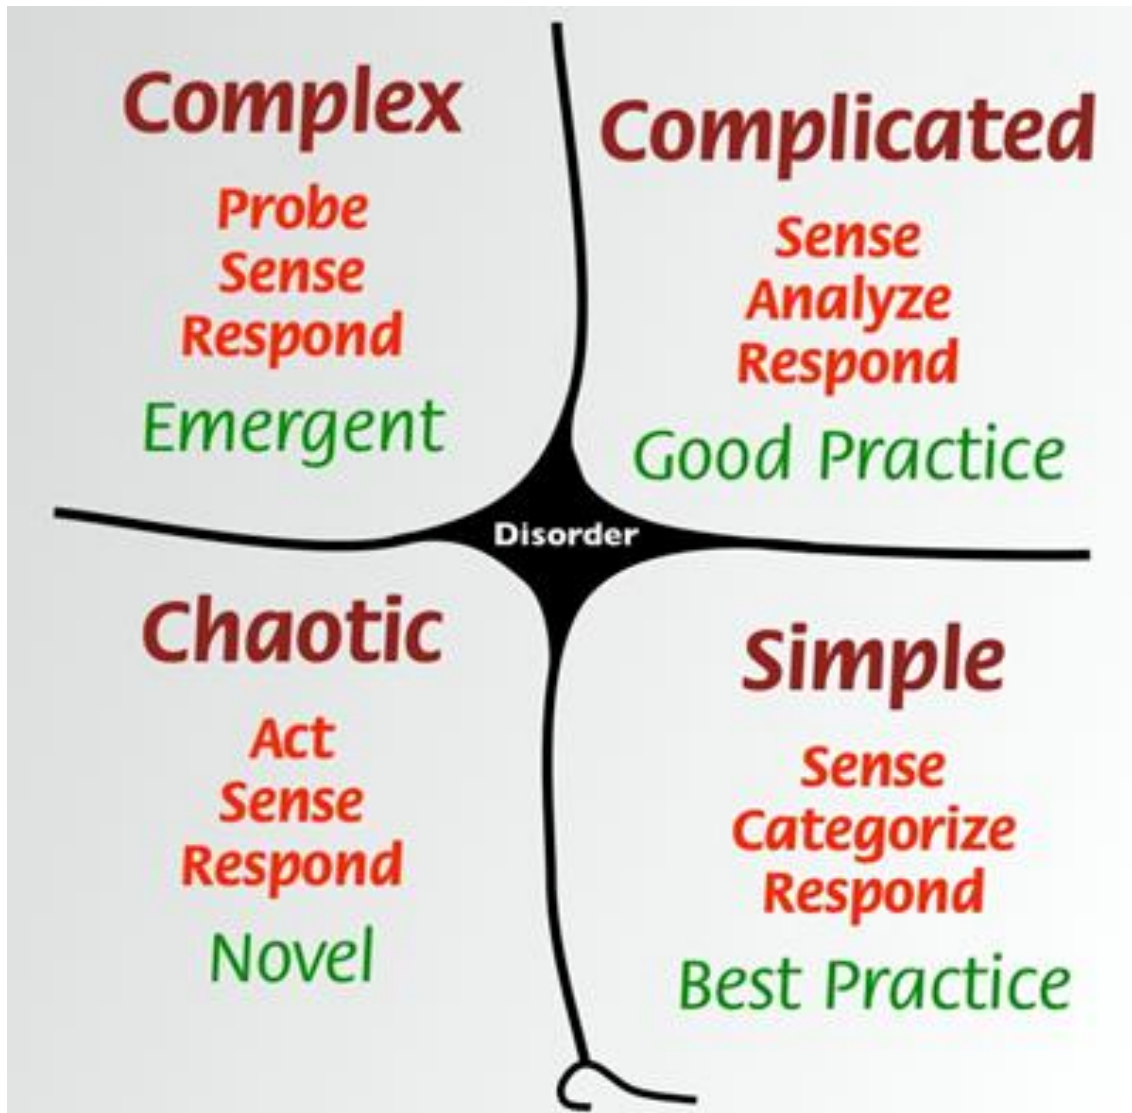 Complex
Probe
Sense
Respond
Emergent
Complicated
Sense
Analyze
Respond
Good Practice
Disorder
Chaotic
Act
Sense
Respond
Novel
Simple
Sense
Categorize
Respond
Best Practice